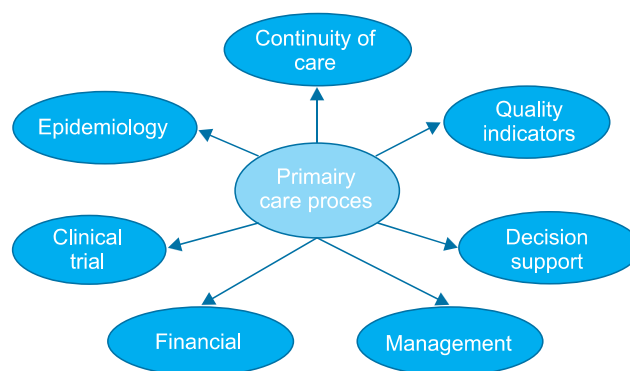 Continuity of
care
Epidemiology
Quality
indicators
Primairy
care proces
Clinical
trial
Decision
support
Financial
Management